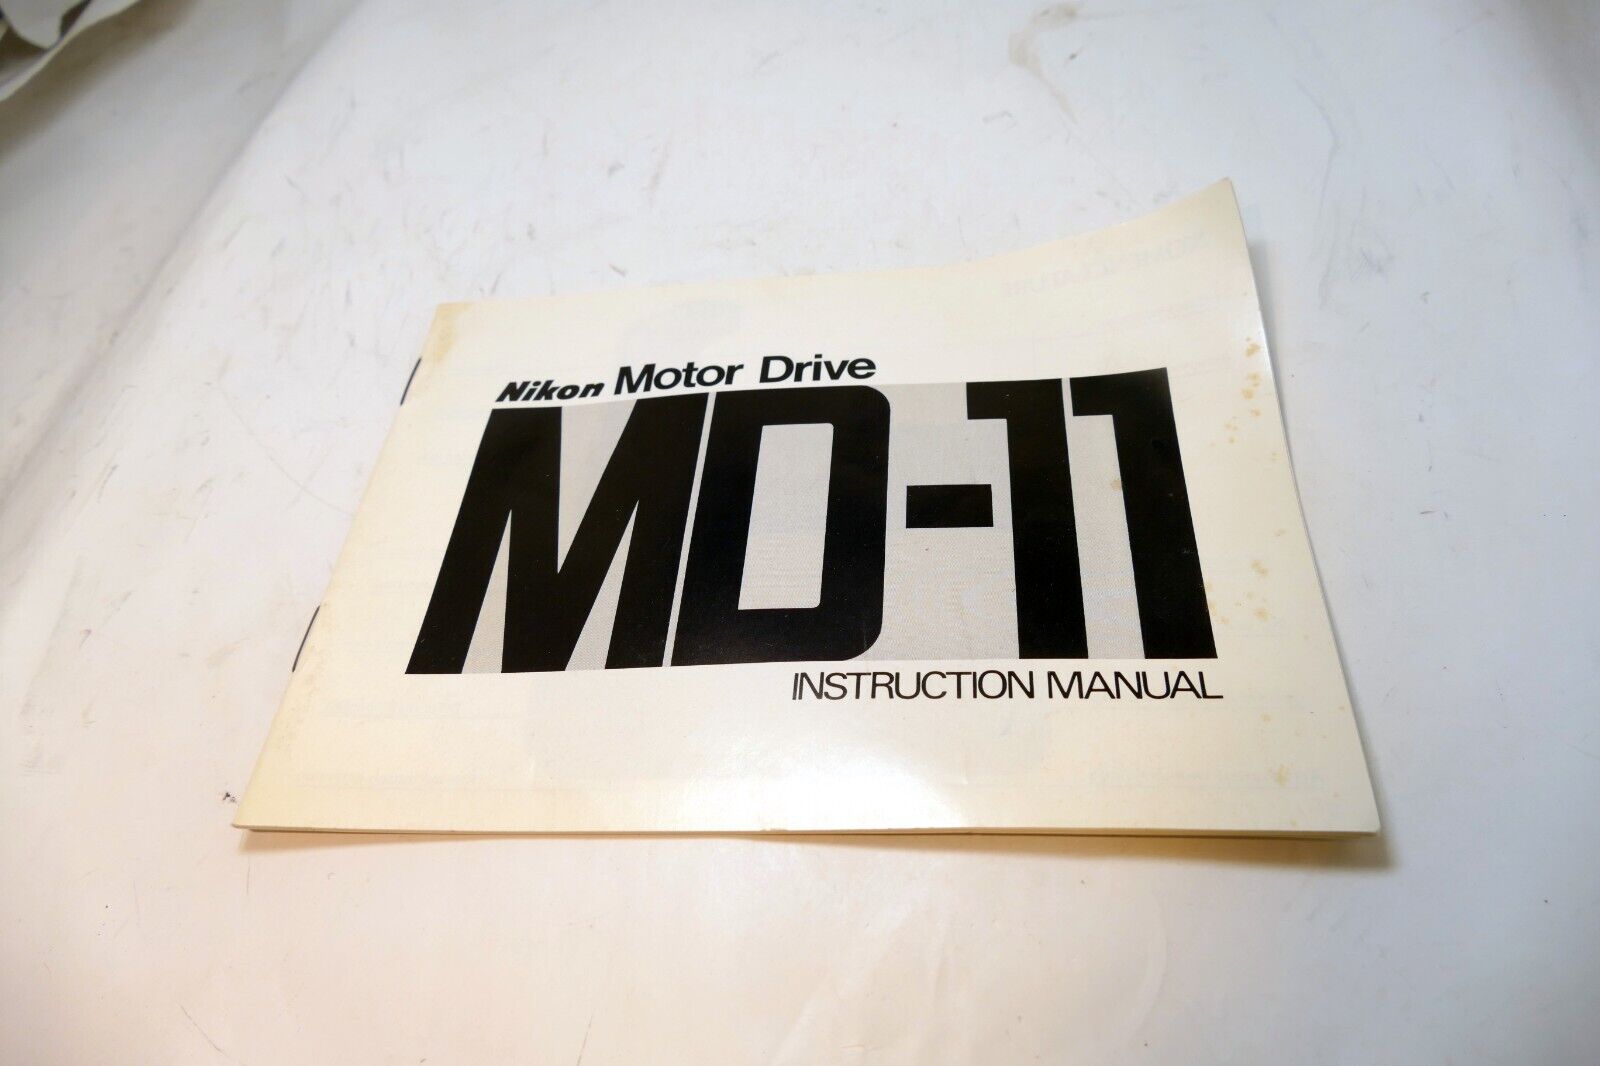 Nikon Motor Drive
MD-11
INSTRUCTION MANUAL